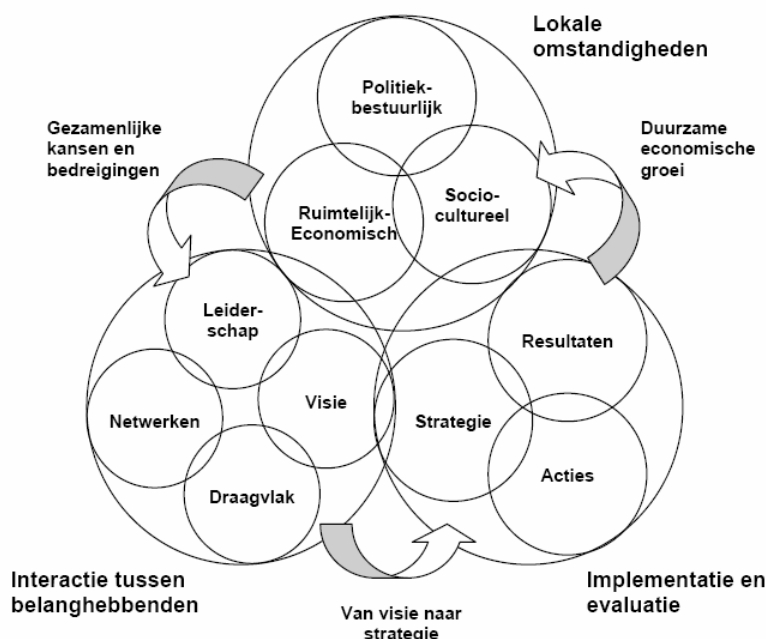 Lokale
omstandigheden
Politiek-
bestuurlijk
Gezamenlijke
kansen en
bedreigingen
Duurzame
economische
groei
Socio-
cultureel
Ruimtelijk-
Economisch
Leider-
schap
Resultaten
Visie
Netwerken
Strategie
Draagvlak
Acties
Interactie tussen
belanghebbenden
Implementatie en
evaluatie
Van visie naar
strategie